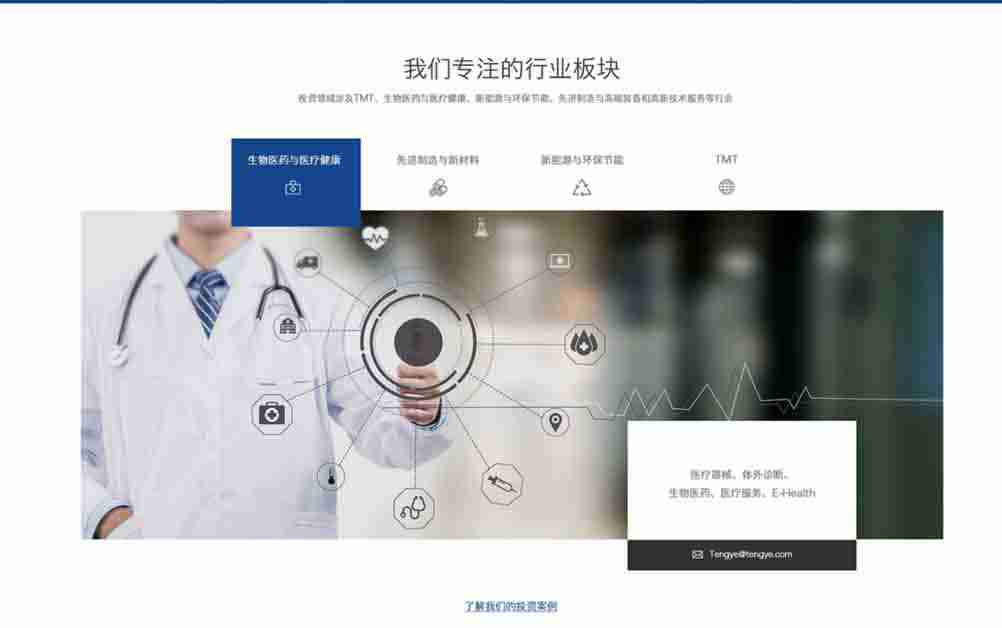 我们专注的行业板块
投资领域涉及TMT、生物医药与医疗健康、新能源与环保节能、先进制造与高端装备和高新技术服务等行业
生物医药与医疗健康
先进制造与新材料
新能源与环保节能
TMT
医疗器械、体外诊断、
生物医药、医疗服务、E-Health
Tengye@tengye.com
了解我们的投资案例